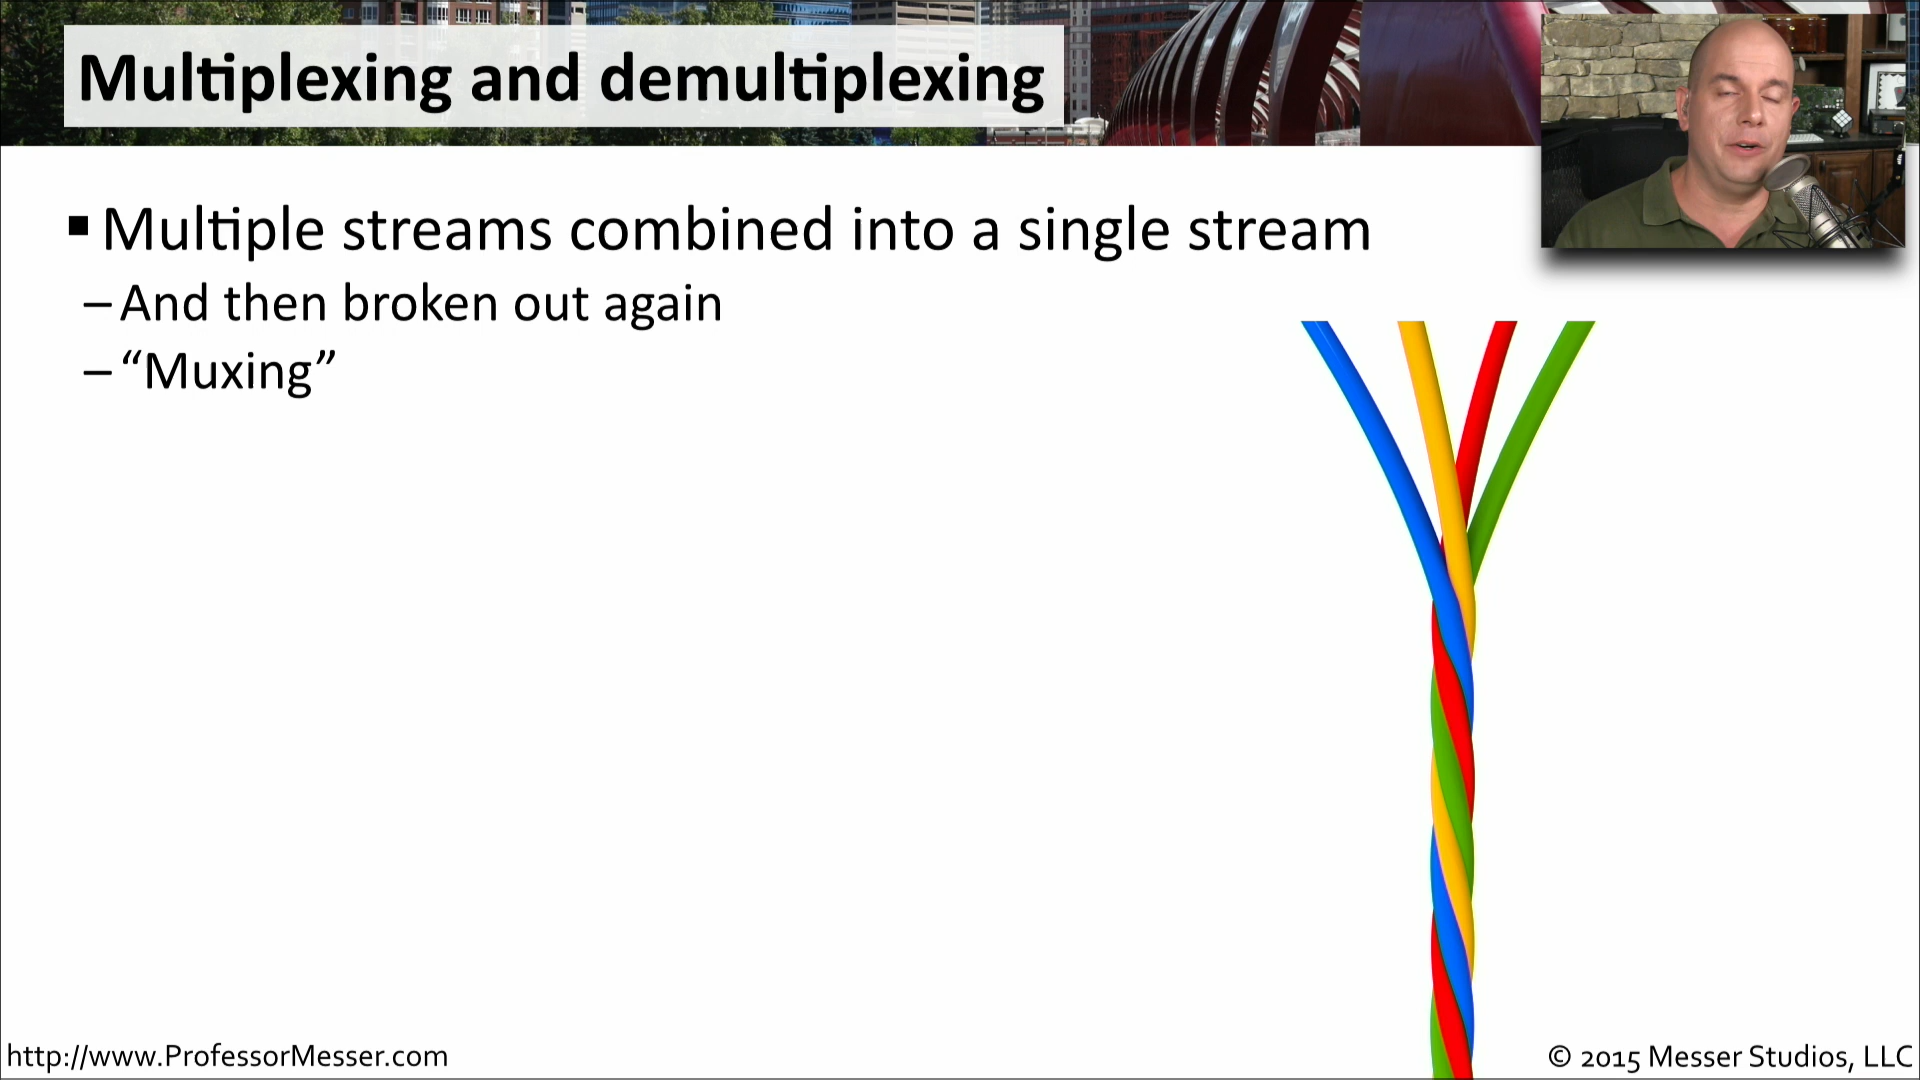 Multiplexing and demultiplexing
▪ Multiple streams combined into a single stream
– And then broken out again
– “Muxing”
http://www.ProfessorMesser.com
© 2015 Messer Studios, LLC